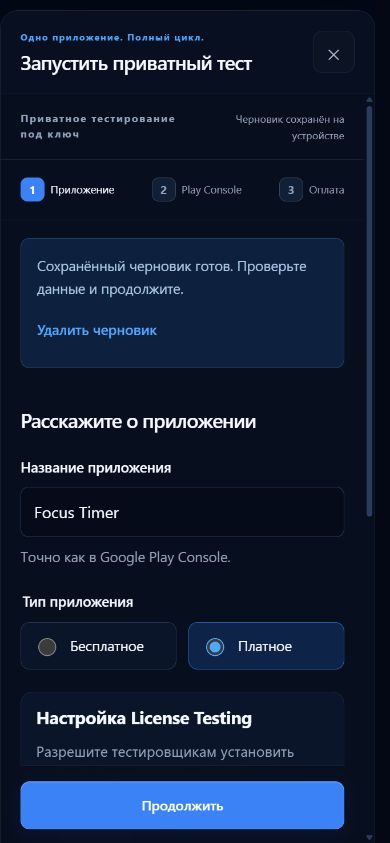 Одно приложение. Полный цикл.
Запустить приватный тест
Приватное тестирование
под ключ
Черновик сохранён на
устройстве
1 Приложение
2 Play Console
3 Оплата
Сохранённый черновик готов. Проверьте
данные и продолжите.
Удалить черновик
Расскажите о приложении
Название приложения
Focus Timer
Точно как в Google Play Console.
Тип приложения
Бесплатное
Платное
Настройка License Testing
Разрешите тестировщикам установить
Продолжить